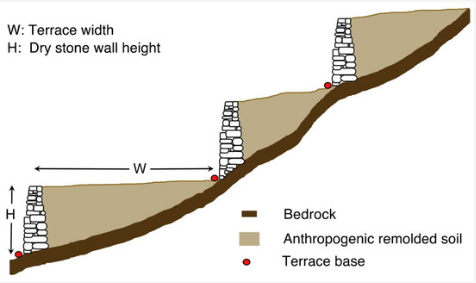 W: Terrace width
H: Dry stone wall height
W
H
Bedrock
Anthropogenic remolded soil
Terrace base